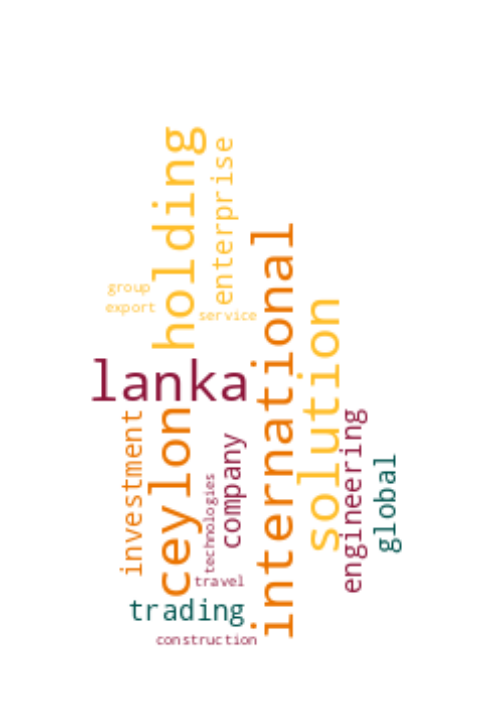 holding
enterprise
group
export
service
international
solution
lanka
ceylon
investment
engineering
company
global
technologies
travel
trading
construction